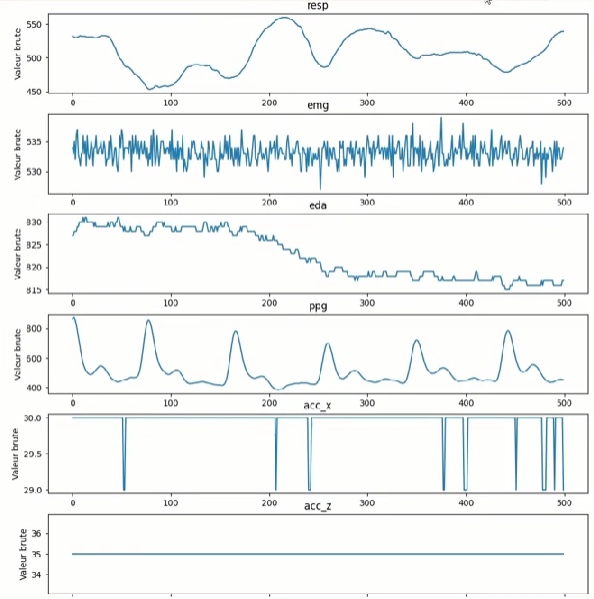 resp
550
500
450
Valeur brute
0 100 200 300 400 500
emg
535
530
Valeur brute
0 100 200 300 400 500
eda
830
825
820
815
Valeur brute
0 100 200 300 400 500
ppg
800
600
400
Valeur brute
0 100 200 300 400 500
acc_x
30.0
29.5
29.0
Valeur brute
0 100 200 300 400 500
acc_z
36
35
34
Valeur brute